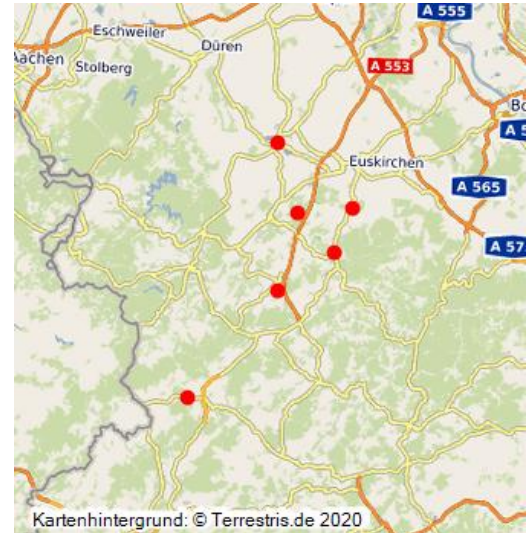 A 555
Eschweiler
Düren
Aachen
Stolberg
A 553
Bo
A 5
Euskirchen
A 565
A 57
Kartenhintergrund: © Terrestris.de 2020